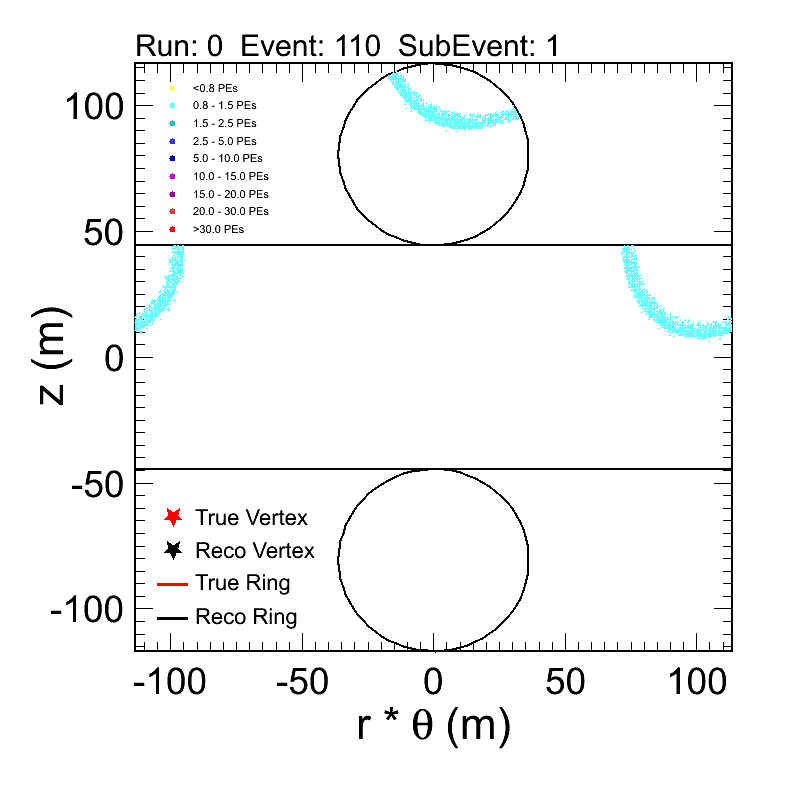 Run: 0  Event: 110  SubEvent: 1
<0.8 PEs
0.8 - 1.5 PEs
1.5 - 2.5 PEs
2.5 - 5.0 PEs
5.0 - 10.0 PEs
10.0 - 15.0 PEs
15.0 - 20.0 PEs
20.0 - 30.0 PEs
>30.0 PEs
100
50
0
-50
-100
z (m)
True Vertex
Reco Vertex
True Ring
Reco Ring
-100 -50 0 50 100
r * θ (m)